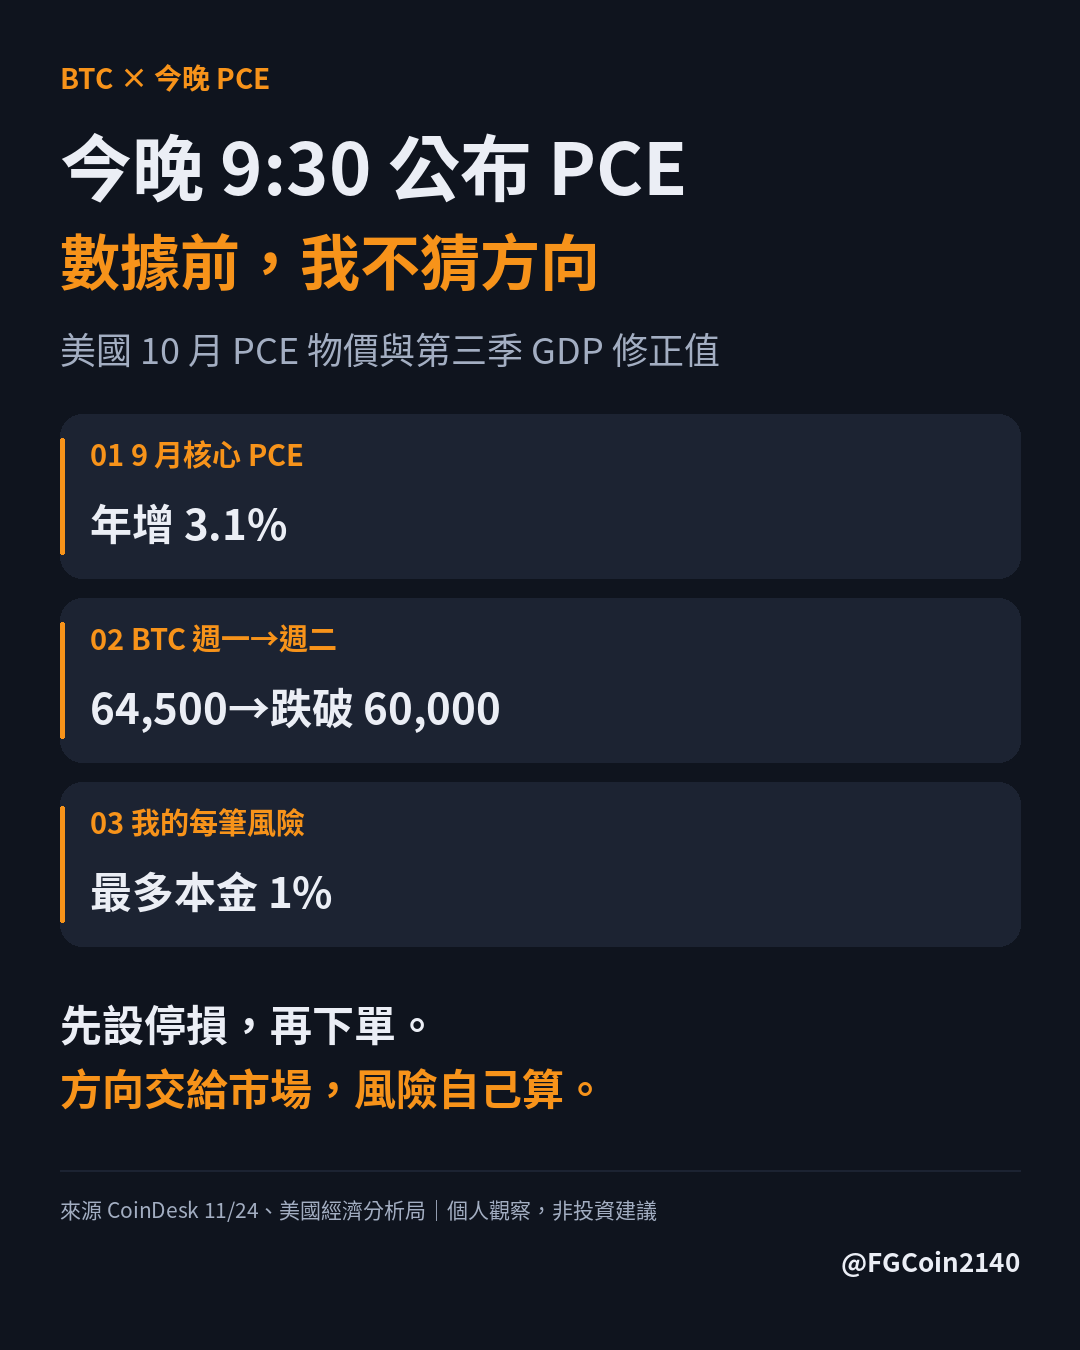 BTC × 今晚 PCE
今晚 9:30 公布 PCE
數據前，我不猜方向
美國 10 月 PCE 物價與第三季 GDP 修正值
01 9 月核心 PCE
年增 3.1%
02 BTC 週一→週二
64,500→跌破 60,000
03 我的每筆風險
最多本金 1%
先設停損，再下單。
方向交給市場，風險自己算。
來源 CoinDesk 11/24、美國經濟分析局｜個人觀察，非投資建議
@FGCoin2140